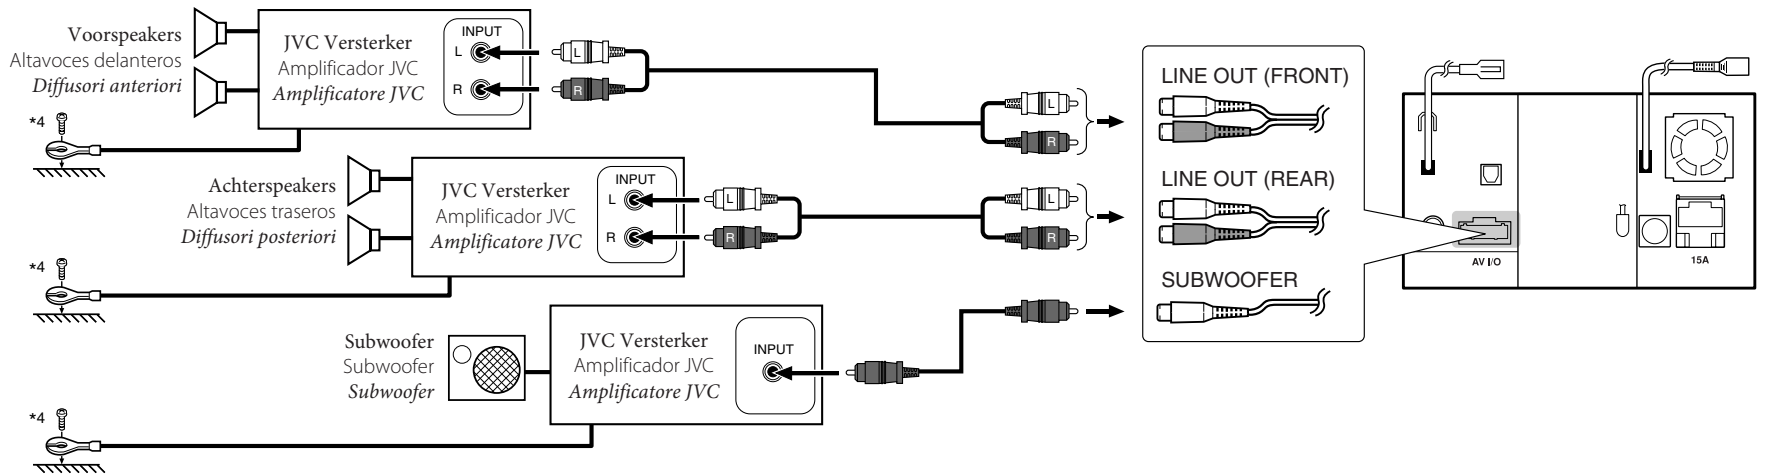 Voorspeakers
Altavoces delanteros
Diffusori anteriori
JVC Versterker
Amplificador JVC
Amplificatore JVC
INPUT
L
R
L
R
L
R
*4
Achterspeakers
Altavoces traseros
Diffusori posteriori
JVC Versterker
Amplificador JVC
Amplificatore JVC
INPUT
L
R
L
R
L
R
*4
Subwoofer
Subwoofer
Subwoofer
JVC Versterker
Amplificador JVC
Amplificatore JVC
INPUT
*4
LINE OUT (FRONT)
LINE OUT (REAR)
SUBWOOFER
AV I/O
15A